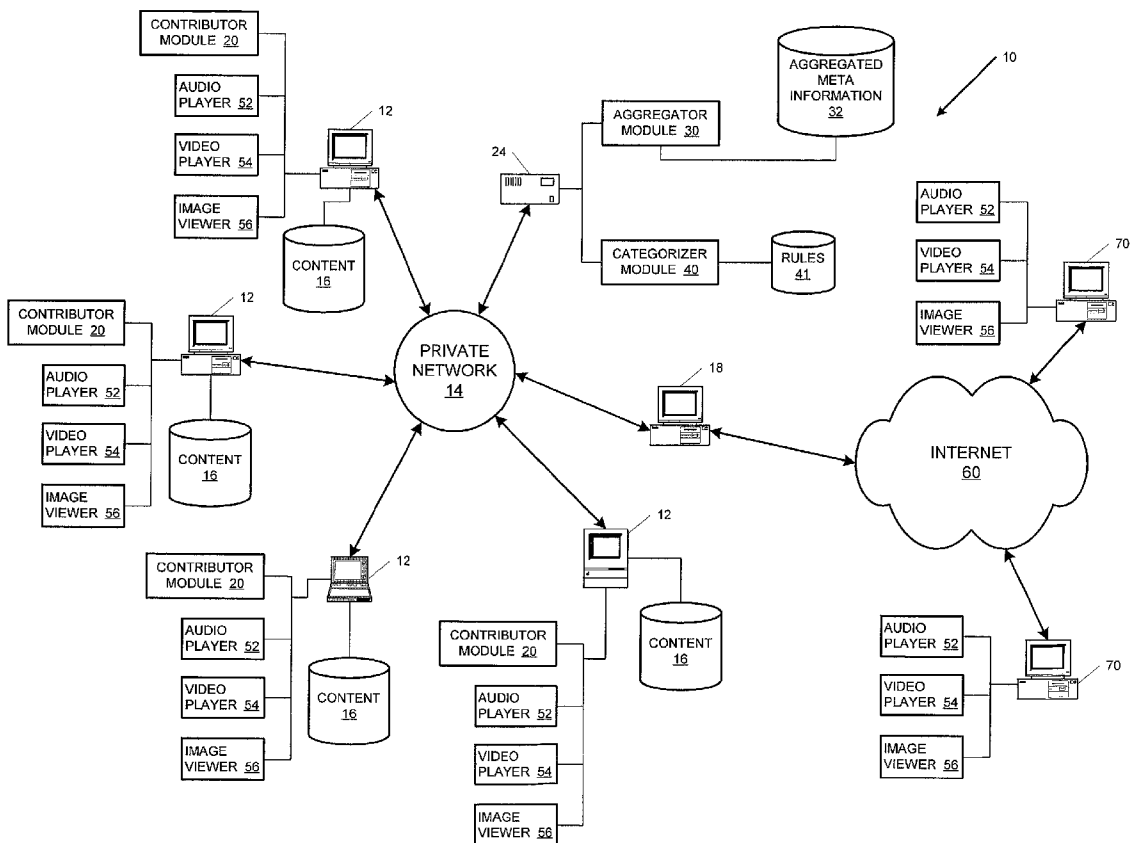 CONTRIBUTOR
MODULE 20
AUDIO
PLAYER 52
VIDEO
PLAYER 54
IMAGE
VIEWER 56
12
CONTENT
16
24
AGGREGATOR
MODULE 30
AGGREGATED
META
INFORMATION
32
10
CATEGORIZER
MODULE 40
RULES
41
AUDIO
PLAYER 52
VIDEO
PLAYER 54
IMAGE
VIEWER 56
70
CONTRIBUTOR
MODULE 20
AUDIO
PLAYER 52
VIDEO
PLAYER 54
IMAGE
VIEWER 56
12
CONTENT
16
PRIVATE
NETWORK
14
18
INTERNET
60
CONTRIBUTOR
MODULE 20
AUDIO
PLAYER 52
VIDEO
PLAYER 54
IMAGE
VIEWER 56
12
CONTENT
16
CONTRIBUTOR
MODULE 20
AUDIO
PLAYER 52
VIDEO
PLAYER 54
IMAGE
VIEWER 56
12
CONTENT
16
AUDIO
PLAYER 52
VIDEO
PLAYER 54
IMAGE
VIEWER 56
70